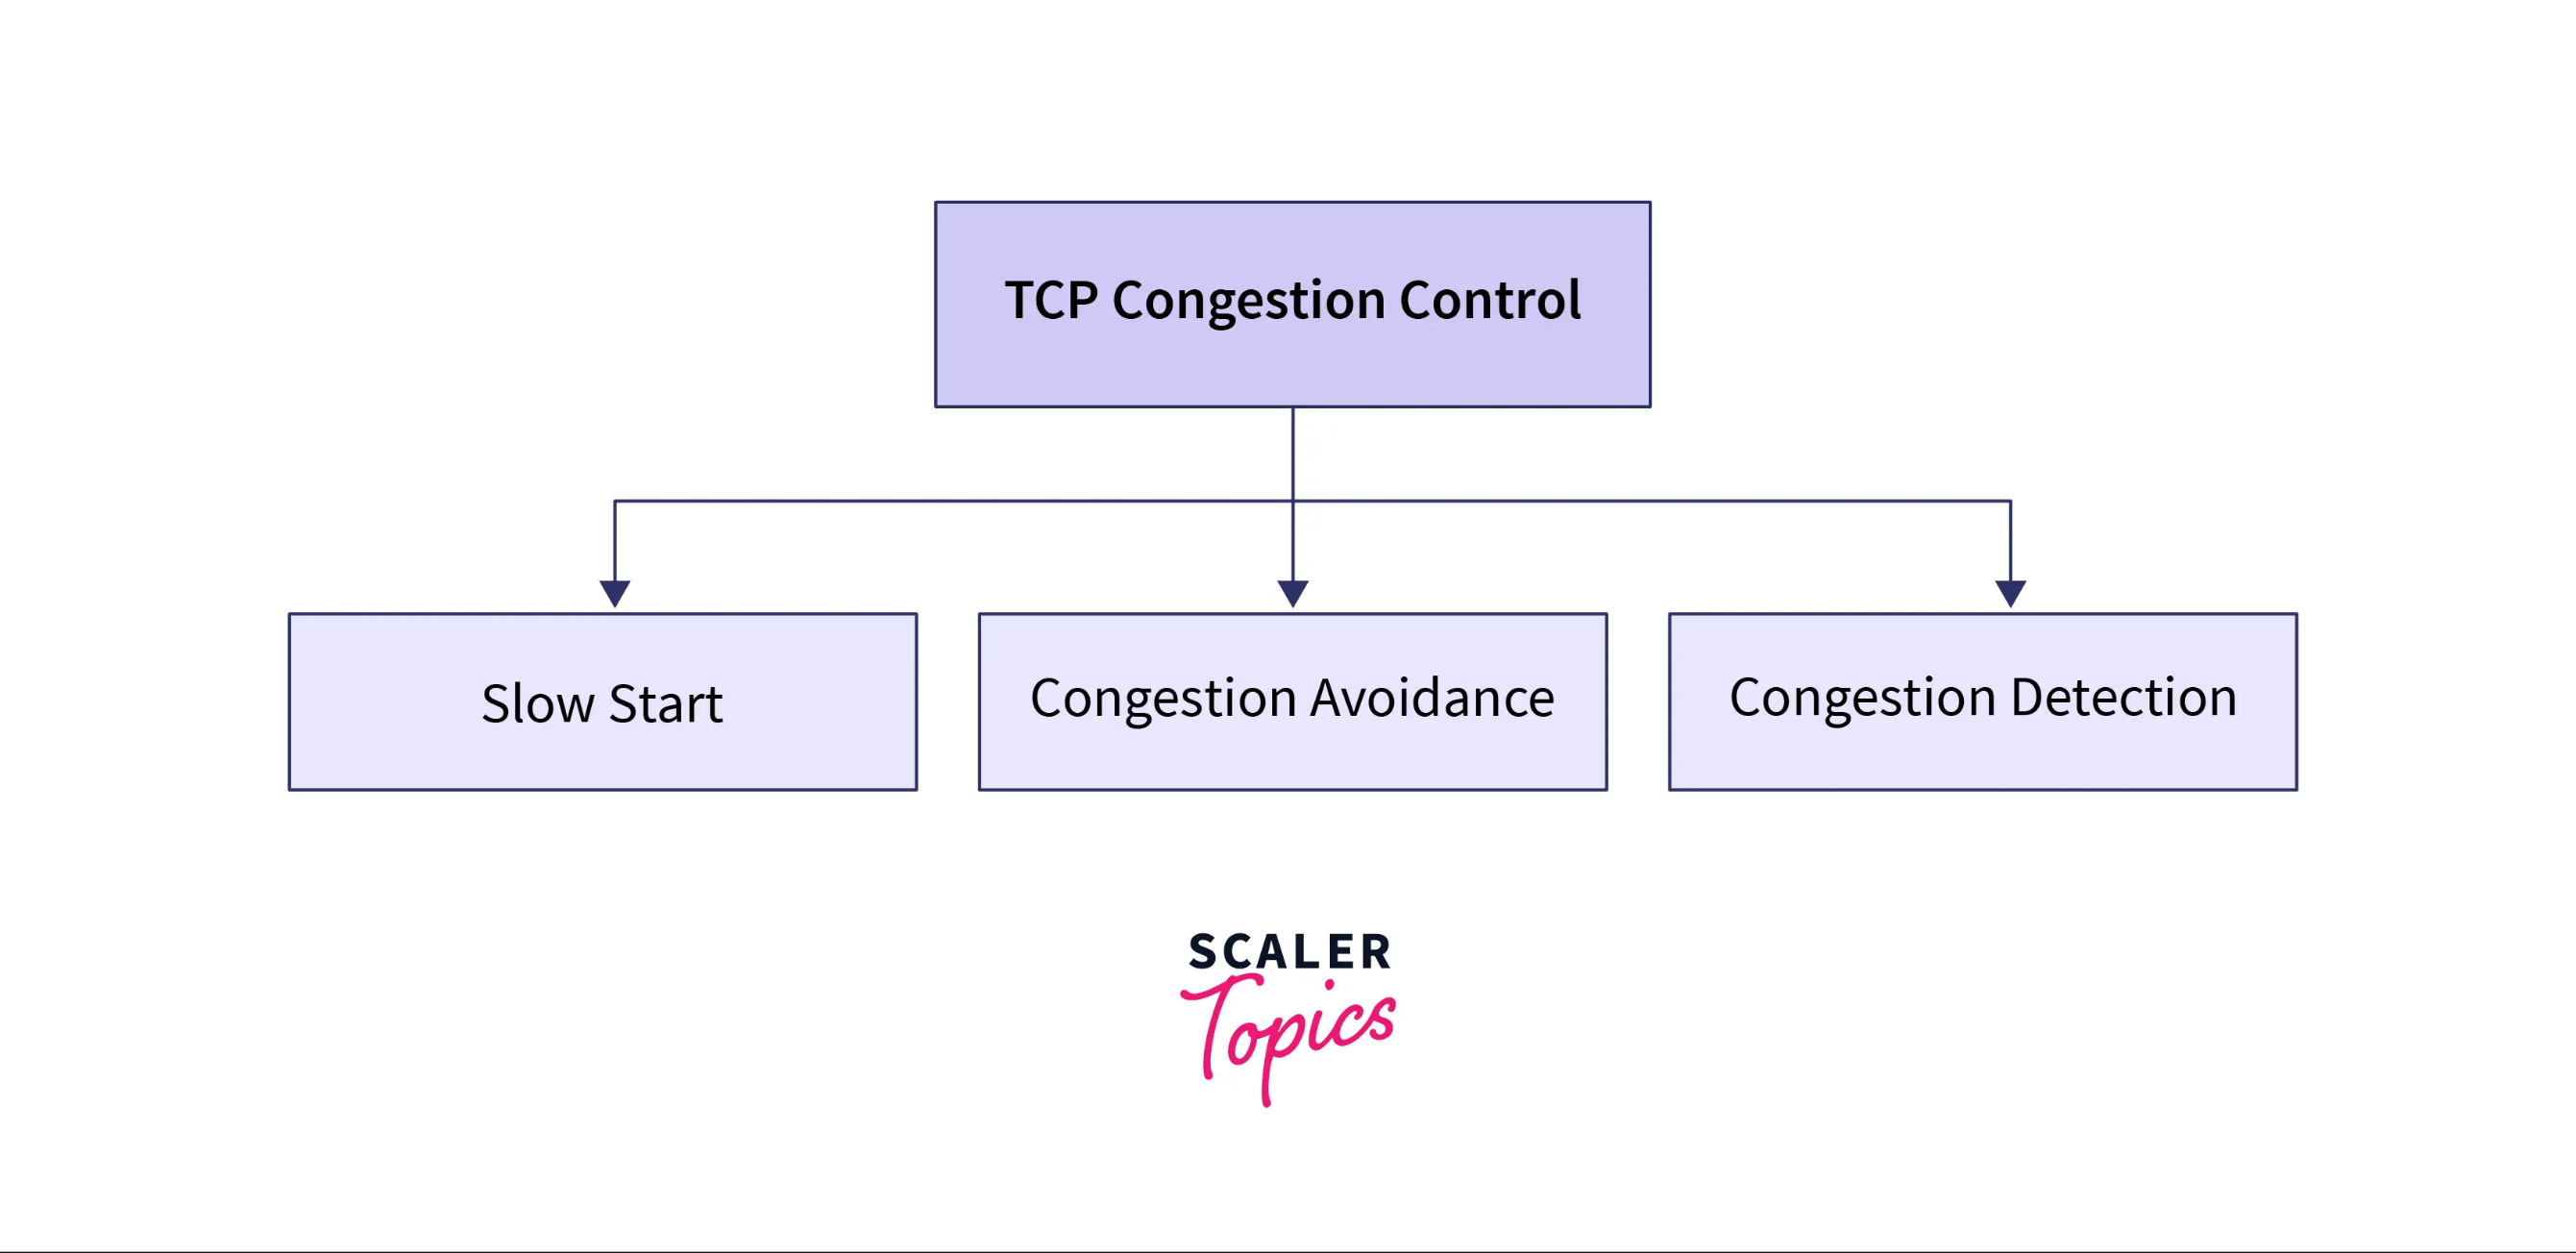 TCP Congestion Control
Slow Start
Congestion Avoidance
Congestion Detection
SCALER
Topics